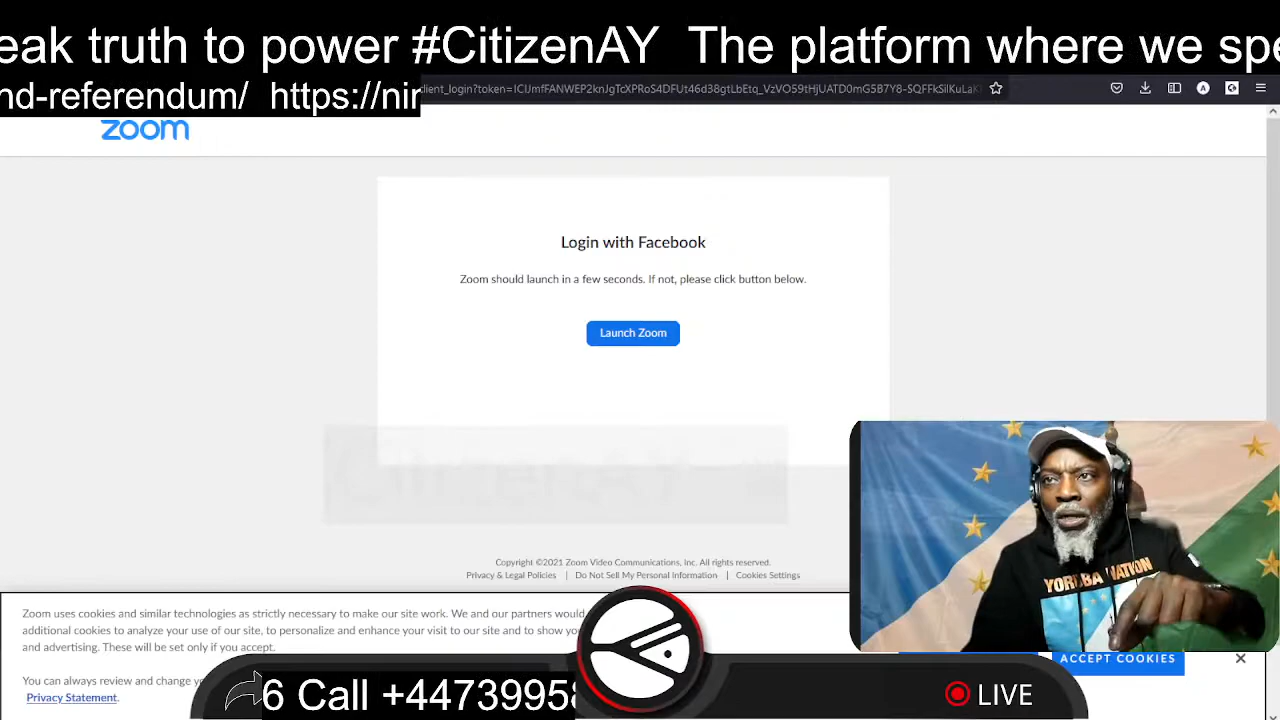 eak truth to power #CitizenAY  The platform where we spe
nd-referendum/  https://nir
zoom
Login with Facebook
Zoom should launch in a few seconds. If not, please click button below.
Launch Zoom
Copyright ©2021 Zoom Video Communications, Inc. All rights reserved.
Privacy & Legal Policies | Do Not Sell My Personal Information | Cookies Settings
YORUBA NATION
Zoom uses cookies and similar technologies as strictly necessary to make our site work. We and our partners would
additional cookies to analyze your use of our site, to personalize and enhance your visit to our site and to show you
and advertising. These will be set only if you accept.
You can always review and change yo
Privacy Statement.
ACCEPT COOKIES
6 Call +44739958
LIVE